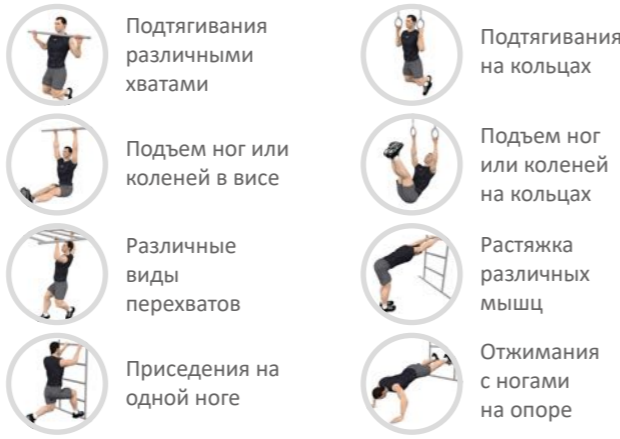 Подтягивания
различными
хватами
Подтягивания
на кольцах
Подъем ног или
коленей в висе
Подъем ног
или коленей
на кольцах
Различные
виды
перехватов
Растяжка
различных
мышц
Приседения на
одной ноге
Отжимания
с ногами
на опоре